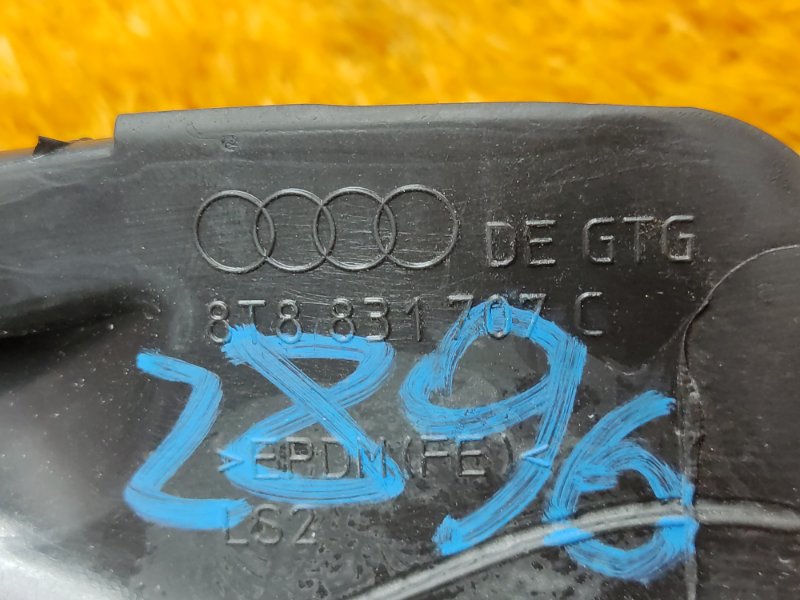 DE GTG
8T8 831 707 C
2896
>EPDM(FE)<
LS2